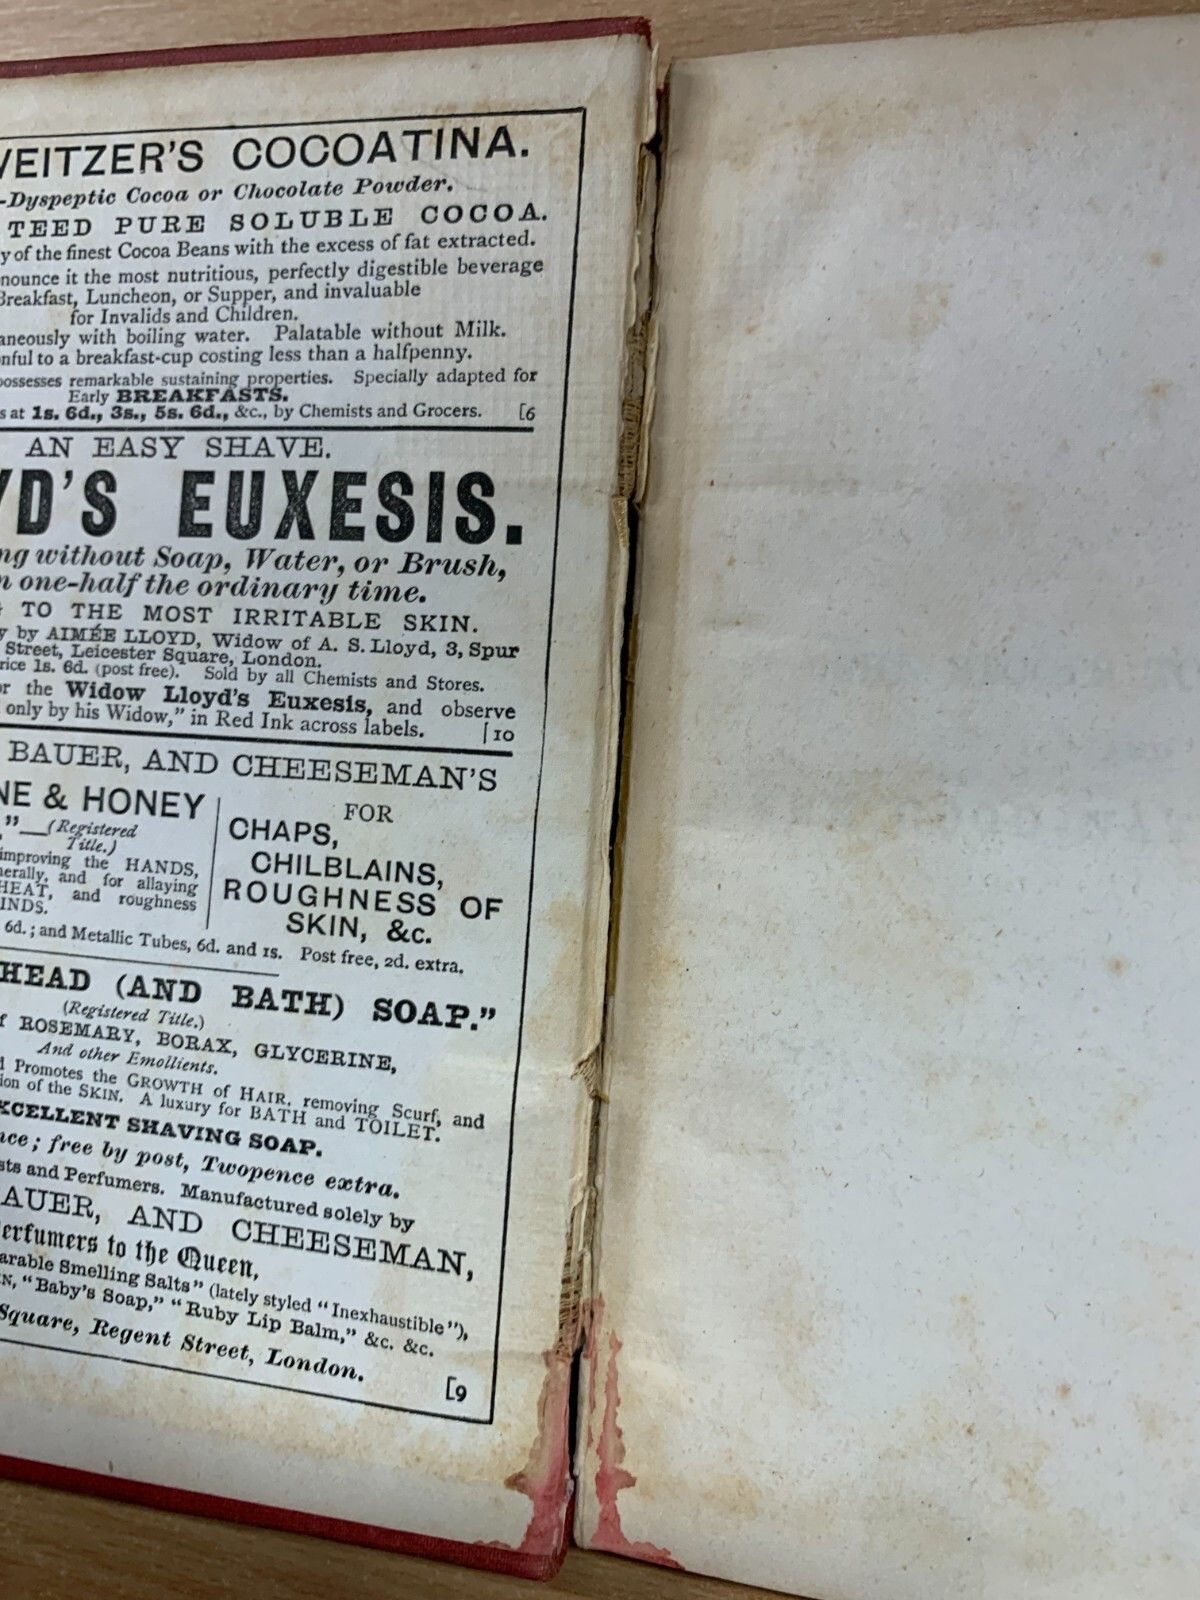 VEITZER'S COCOATINA.
-Dyspeptic Cocoa or Chocolate Powder.
TEED PURE SOLUBLE COCOA.
y of the finest Cocoa Beans with the excess of fat extracted.
nounce it the most nutritious, perfectly digestible beverage
Breakfast, Luncheon, or Supper, and invaluable
for Invalids and Children.
aneously with boiling water. Palatable without Milk.
nful to a breakfast-cup costing less than a halfpenny.
possesses remarkable sustaining properties. Specially adapted for
Early BREAKFASTS.
s at 1s. 6d., 3s., 5s. 6d., &c., by Chemists and Grocers. [6
AN EASY SHAVE.
YD'S EUXESIS.
ng without Soap, Water, or Brush,
n one-half the ordinary time.
TO THE MOST IRRITABLE SKIN.
y by AIMÉE LLOYD, Widow of A. S. Lloyd, 3, Spur
Street, Leicester Square, London.
rice 1s. 6d. (post free). Sold by all Chemists and Stores.
or the Widow Lloyd's Euxesis, and observe
only by his Widow," in Red Ink across labels. [10
BAUER, AND CHEESEMAN'S
NE & HONEY
,"—(Registered
Title.)
improving the HANDS,
nerally, and for allaying
HEAT, and roughness
INDS.
FOR
CHAPS,
CHILBLAINS,
ROUGHNESS OF
SKIN, &c.
6d.; and Metallic Tubes, 6d. and 1s. Post free, 2d. extra.
HEAD (AND BATH) SOAP."
(Registered Title.)
f ROSEMARY, BORAX, GLYCERINE,
And other Emollients.
d Promotes the GROWTH of HAIR, removing Scurf, and
ion of the SKIN. A luxury for BATH and TOILET.
XCELLENT SHAVING SOAP.
nce; free by post, Twopence extra.
sts and Perfumers. Manufactured solely by
AUER, AND CHEESEMAN,
erfumers to the Queen,
arable Smelling Salts" (lately styled "Inexhaustible"),
N, "Baby's Soap," "Ruby Lip Balm," &c. &c.
Square, Regent Street, London.
[9